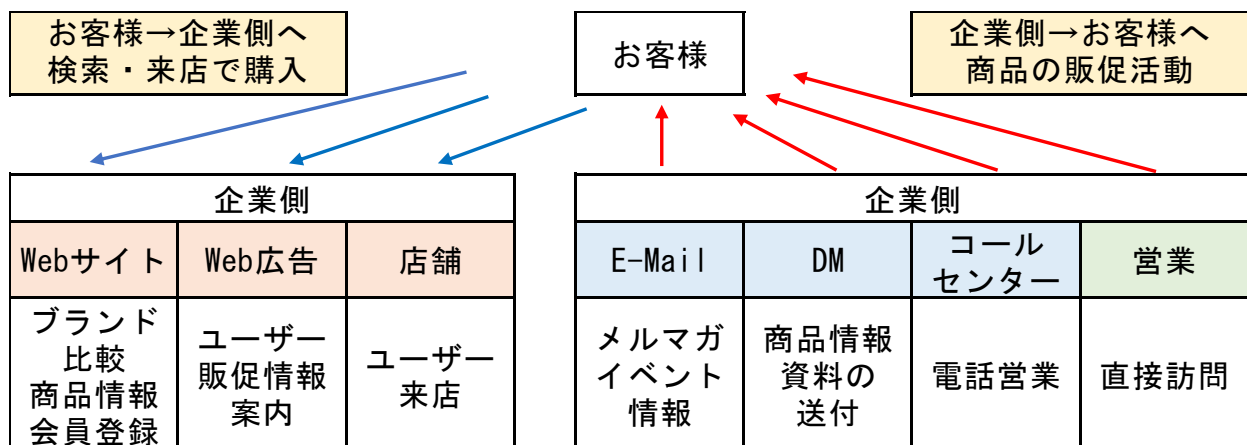 お客様→企業側へ
検索・来店で購入
お客様
企業側→お客様へ
商品の販促活動
企業側
Webサイト
Web広告
店舗
ブランド
比較
商品情報
会員登録
ユーザー
販促情報
案内
ユーザー
来店
企業側
E-Mail
DM
コール
センター
営業
メルマガ
イベント
情報
商品情報
資料の
送付
電話営業
直接訪問